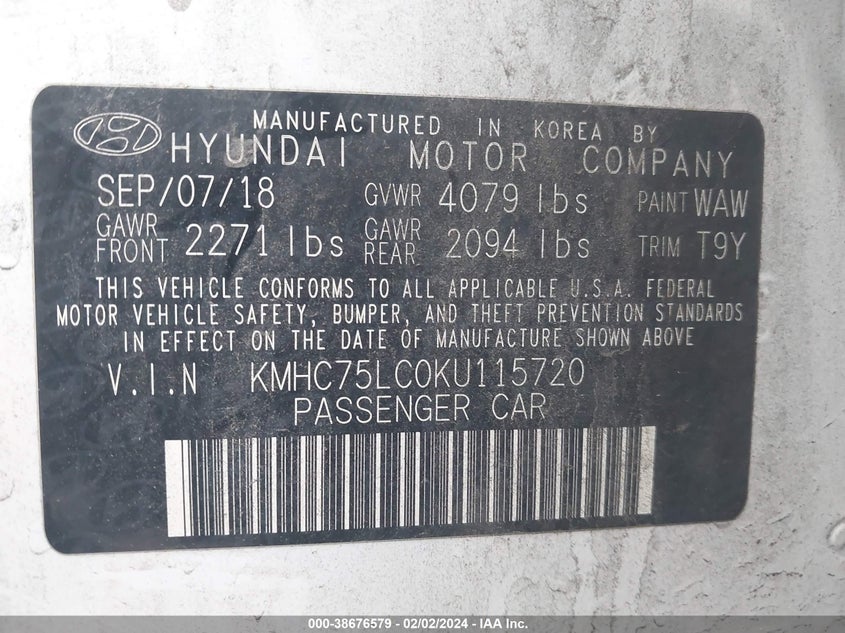 MANUFACTURED IN KOREA BY
HYUNDAI MOTOR COMPANY
SEP/07/18 GVWR 4079 lbs PAINT WAW
GAWR FRONT 2271 lbs GAWR REAR 2094 lbs TRIM T9Y
THIS VEHICLE CONFORMS TO ALL APPLICABLE U.S.A. FEDERAL
MOTOR VEHICLE SAFETY, BUMPER, AND THEFT PREVENTION STANDARDS
IN EFFECT ON THE DATE OF MANUFACTURE SHOWN ABOVE
V.I.N KMHC75LC0KU115720
PASSENGER CAR
000-38676579 - 02/02/2024 - IAA Inc.